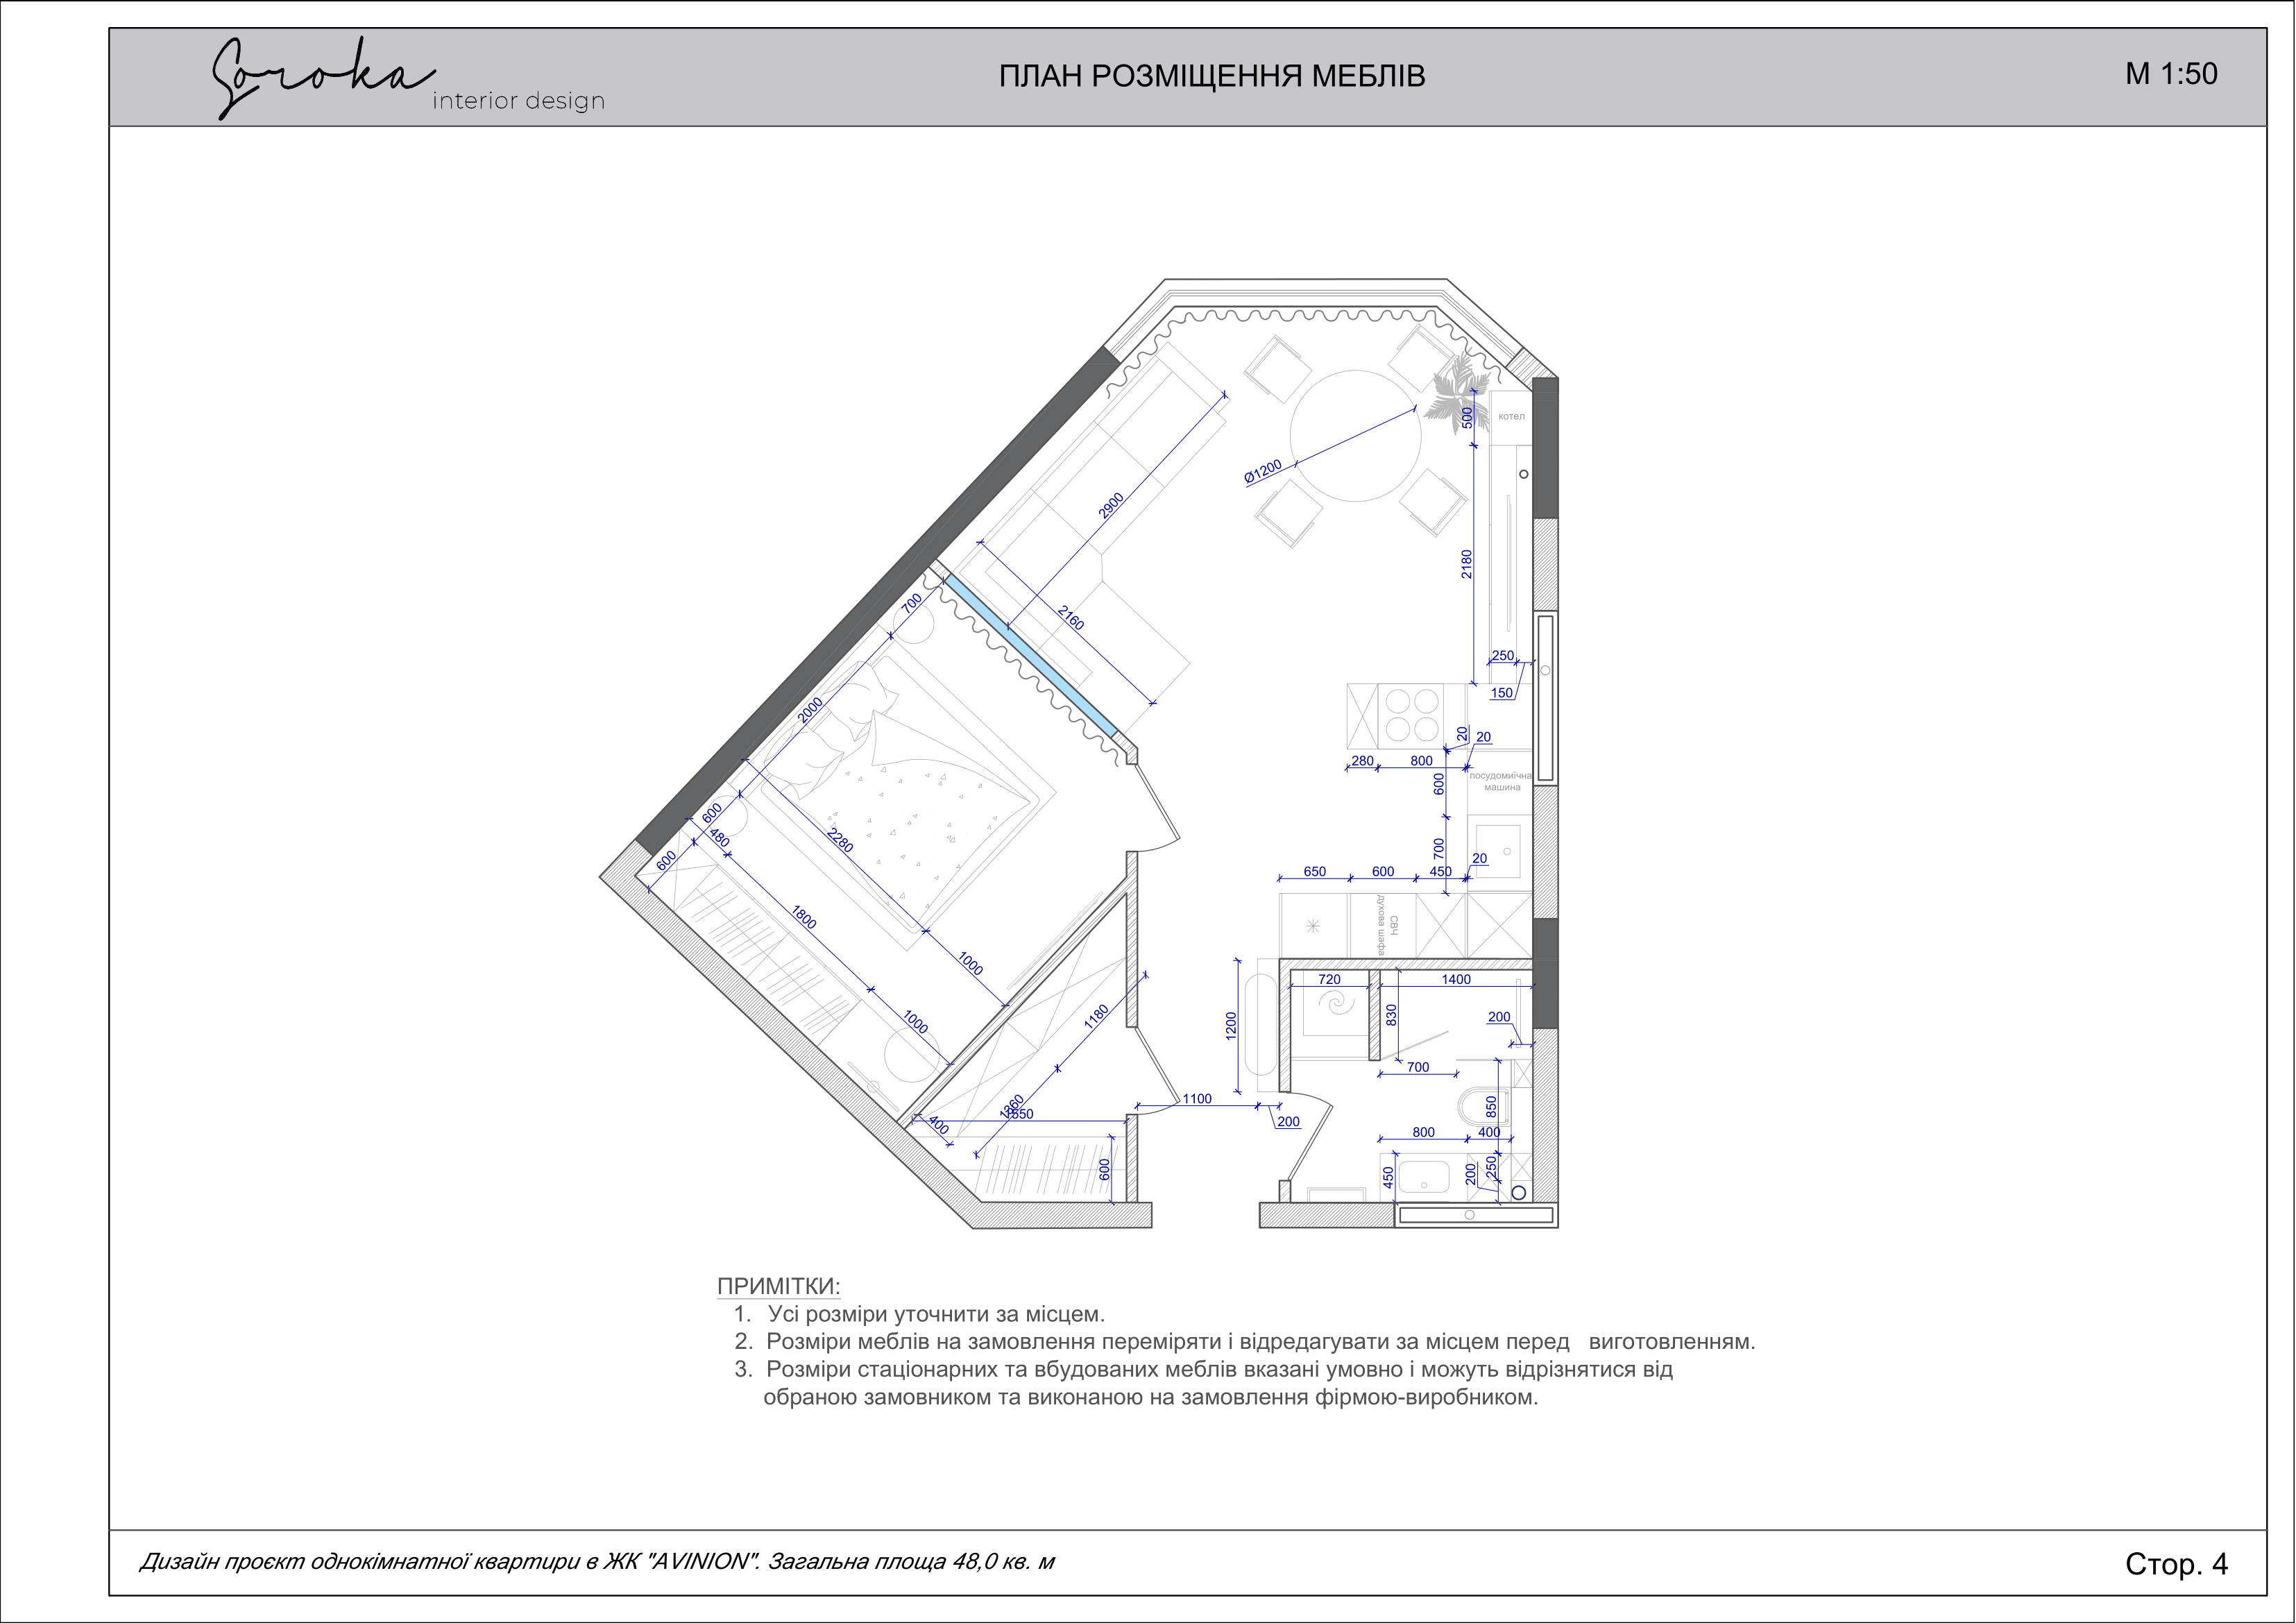 Soroka
interior design
ПЛАН РОЗМІЩЕННЯ МЕБЛІВ
М 1:50
500
котел
Ø1200
2900
2180
2160
700
250
150
2000
20
20
280
800
600
посудомиїчна
машина
600
480
2280
700
20
600
650
600
450
1800
духова шафа
СВЧ
1000
720
1400
1180
830
200
1000
1200
700
1100
1360
1550
850
400
200
800
400
600
450
200
250
ПРИМІТКИ:
1. Усі розміри уточнити за місцем.
2. Розміри меблів на замовлення переміряти і відредагувати за місцем перед виготовленням.
3. Розміри стаціонарних та вбудованих меблів вказані умовно і можуть відрізнятися від
обраною замовником та виконаною на замовлення фірмою-виробником.
Дизайн проєкт однокімнатної квартири в ЖК "AVINION". Загальна площа 48,0 кв. м
Стор. 4